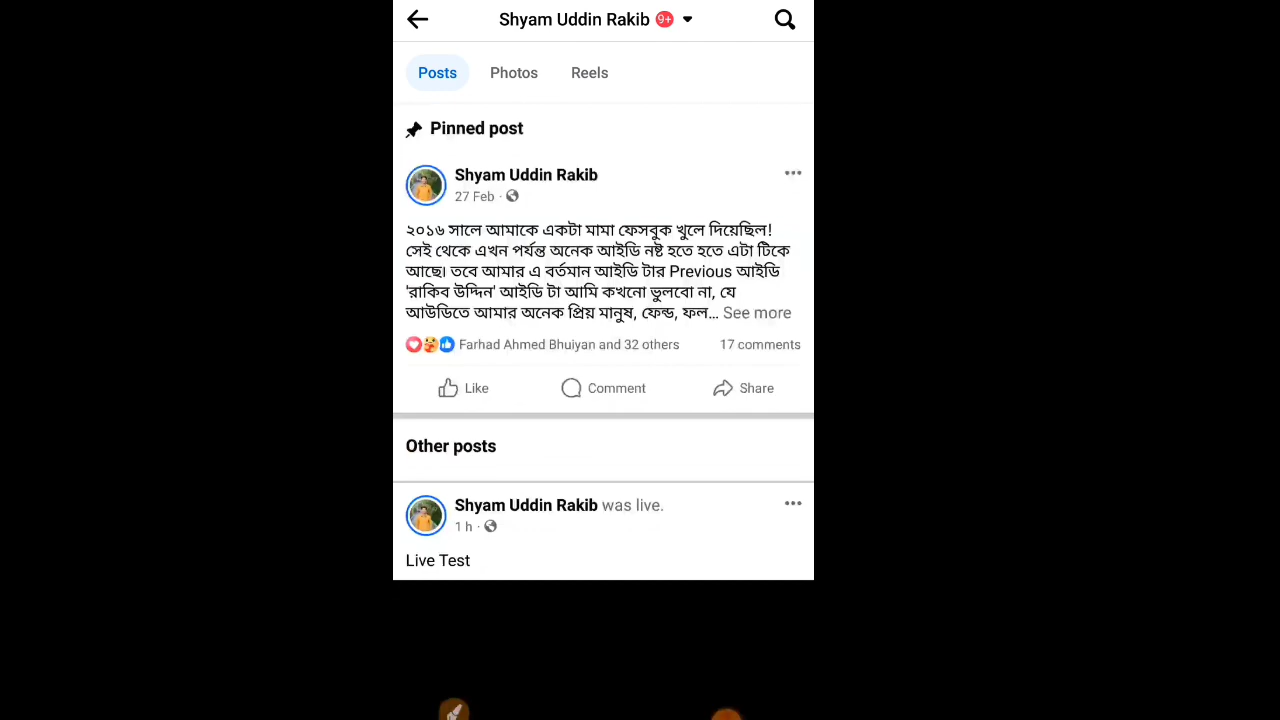 Shyam Uddin Rakib 9+
Posts Photos Reels
Pinned post
Shyam Uddin Rakib
27 Feb ·
২০১৬ সালে আমাকে একটা মামা ফেসবুক খুলে দিয়েছিল!
সেই থেকে এখন পর্যন্ত অনেক আইডি নষ্ট হতে হতে এটা টিকে
আছে। তবে আমার এ বর্তমান আইডি টার Previous আইডি
'রাকিব উদ্দিন' আইডি টা আমি কখনো ভুলবো না, যে
আউডিতে আমার অনেক প্রিয় মানুষ, ফেন্ড, ফল... See more
Farhad Ahmed Bhuiyan and 32 others 17 comments
Like Comment Share
Other posts
Shyam Uddin Rakib was live.
1 h ·
Live Test